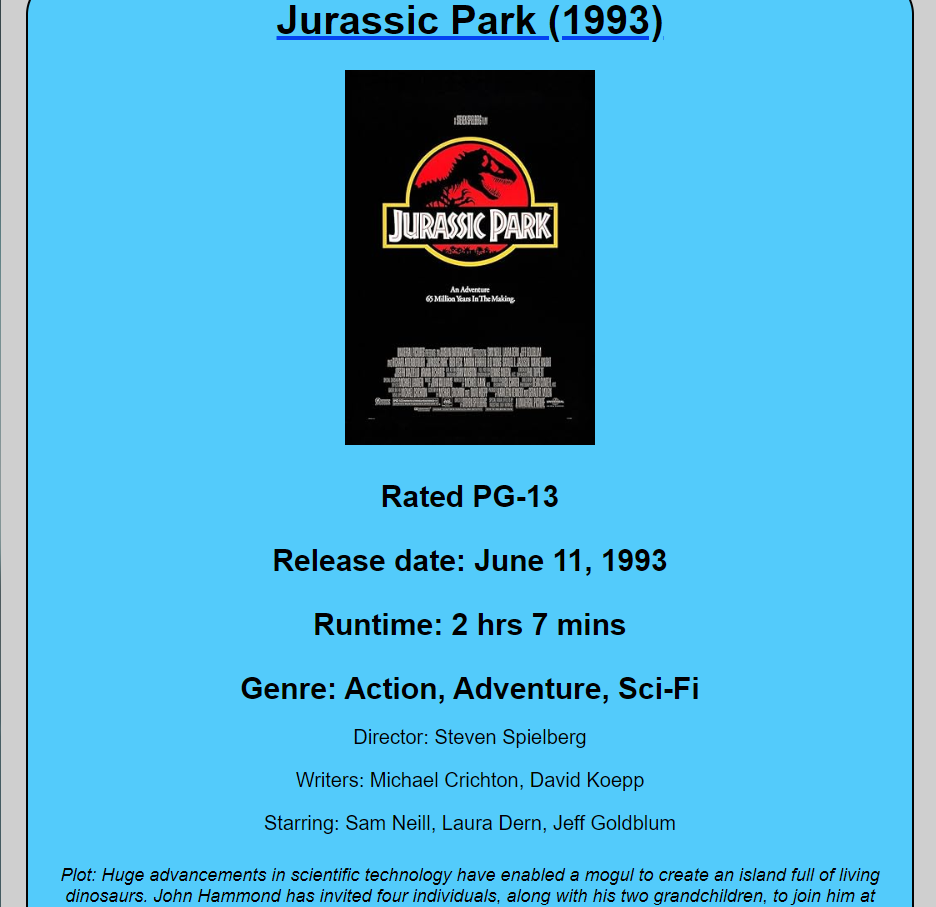 Jurassic Park (1993)
JURASSIC PARK
An Adventure
65 Million Years In The Making.
Rated PG-13
Release date: June 11, 1993
Runtime: 2 hrs 7 mins
Genre: Action, Adventure, Sci-Fi
Director: Steven Spielberg
Writers: Michael Crichton, David Koepp
Starring: Sam Neill, Laura Dern, Jeff Goldblum
Plot: Huge advancements in scientific technology have enabled a mogul to create an island full of living
dinosaurs. John Hammond has invited four individuals, along with his two grandchildren, to join him at